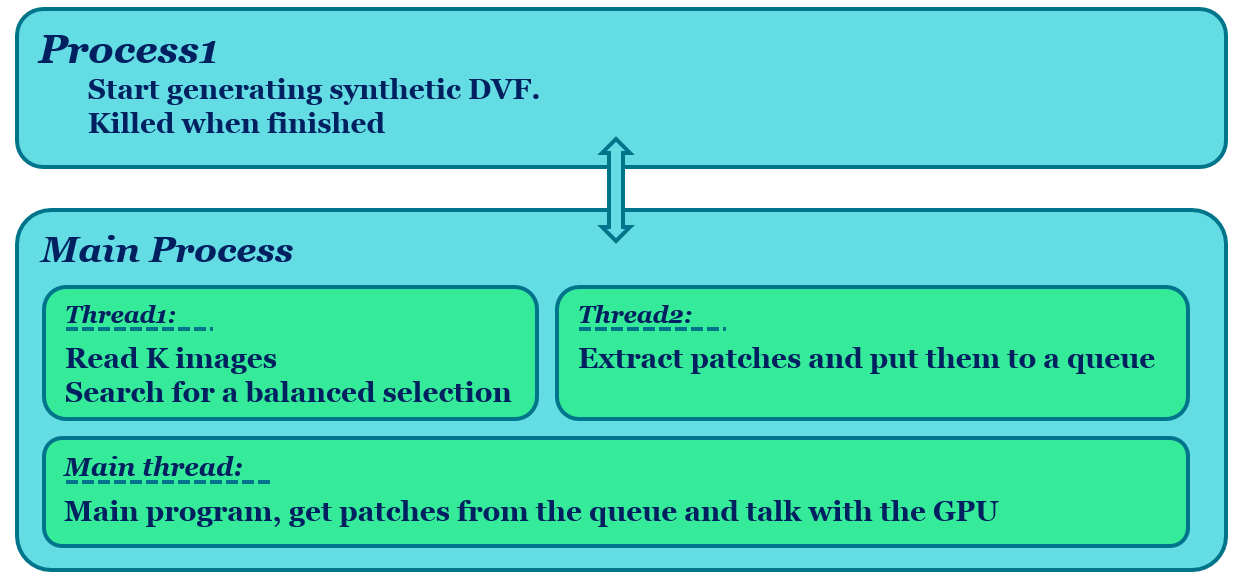 Process1
Start generating synthetic DVF.
Killed when finished
Main Process
Thread1:
Read K images
Search for a balanced selection
Thread2:
Extract patches and put them to a queue
Main thread:
Main program, get patches from the queue and talk with the GPU